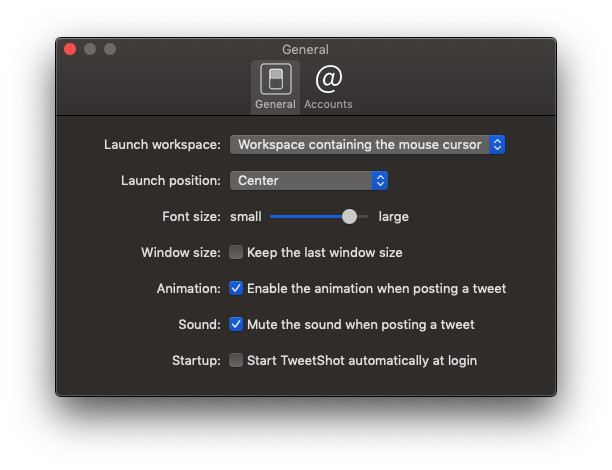 General
@
General Accounts
Launch workspace: Workspace containing the mouse cursor
Launch position: Center
Font size: small large
Window size: Keep the last window size
Animation: Enable the animation when posting a tweet
Sound: Mute the sound when posting a tweet
Startup: Start TweetShot automatically at login